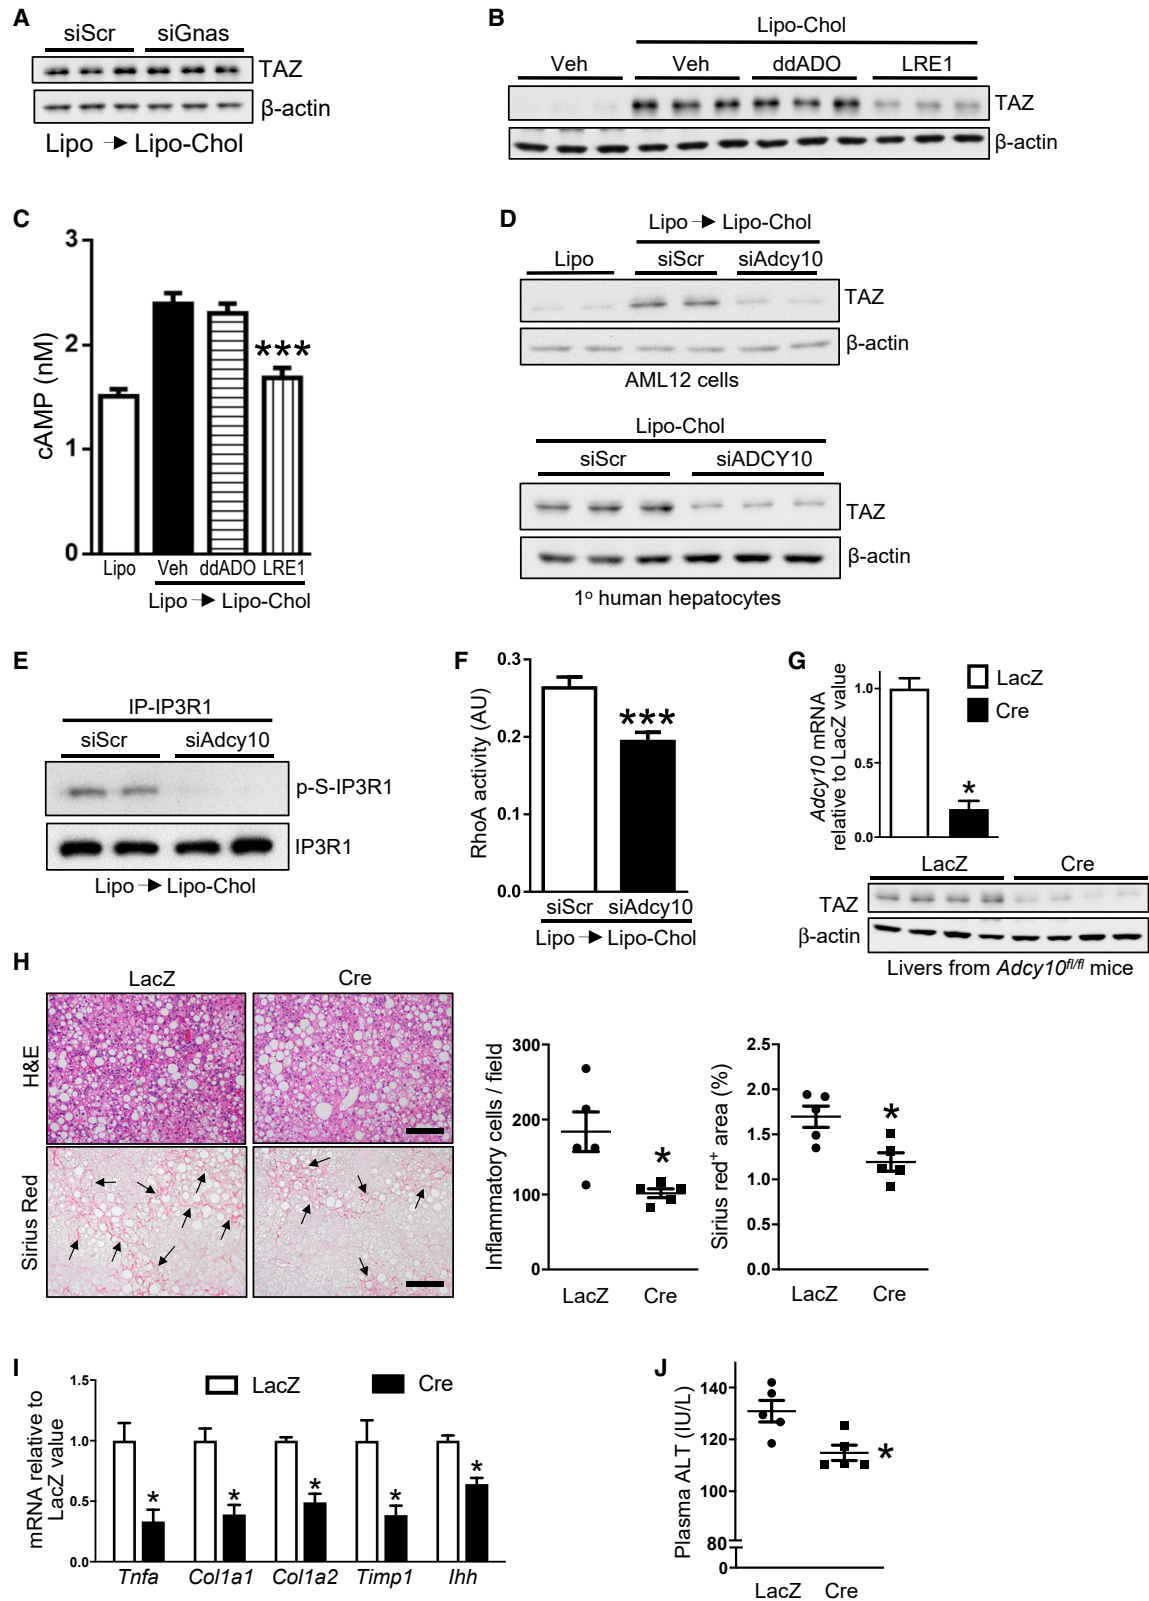 A
siScr siGnas
TAZ
β-actin
Lipo → Lipo-Chol
B
Lipo-Chol
Veh Veh ddADO LRE1
TAZ
β-actin
C
3
2
1
0
cAMP (nM)
***
Lipo Veh ddADO LRE1
Lipo → Lipo-Chol
D
Lipo → Lipo-Chol
Lipo siScr siAdcy10
TAZ
β-actin
AML12 cells
Lipo-Chol
siScr siADCY10
TAZ
β-actin
1º human hepatocytes
E
IP-IP3R1
siScr siAdcy10
p-S-IP3R1
IP3R1
Lipo → Lipo-Chol
F
0.3
0.2
0.1
0.0
RhoA activity (AU)
***
siScr siAdcy10
Lipo → Lipo-Chol
G
Adcy10 mRNA
relative to LacZ value
1.0
0.5
0.0
*
LacZ
Cre
LacZ Cre
TAZ
β-actin
Livers from Adcy10fl/fl mice
H
LacZ Cre
H&E
Sirius Red
Inflammatory cells / field
300
200
100
0
*
LacZ Cre
Sirius red+ area (%)
2.5
2.0
1.5
1.0
0.5
0.0
*
LacZ Cre
I
mRNA relative to
LacZ value
1.5
1.0
0.5
0.0
LacZ Cre
* * * * *
Tnfa Col1a1 Col1a2 Timp1 Ihh
J
Plasma ALT (IU/L)
140
120
100
80
0
*
LacZ Cre